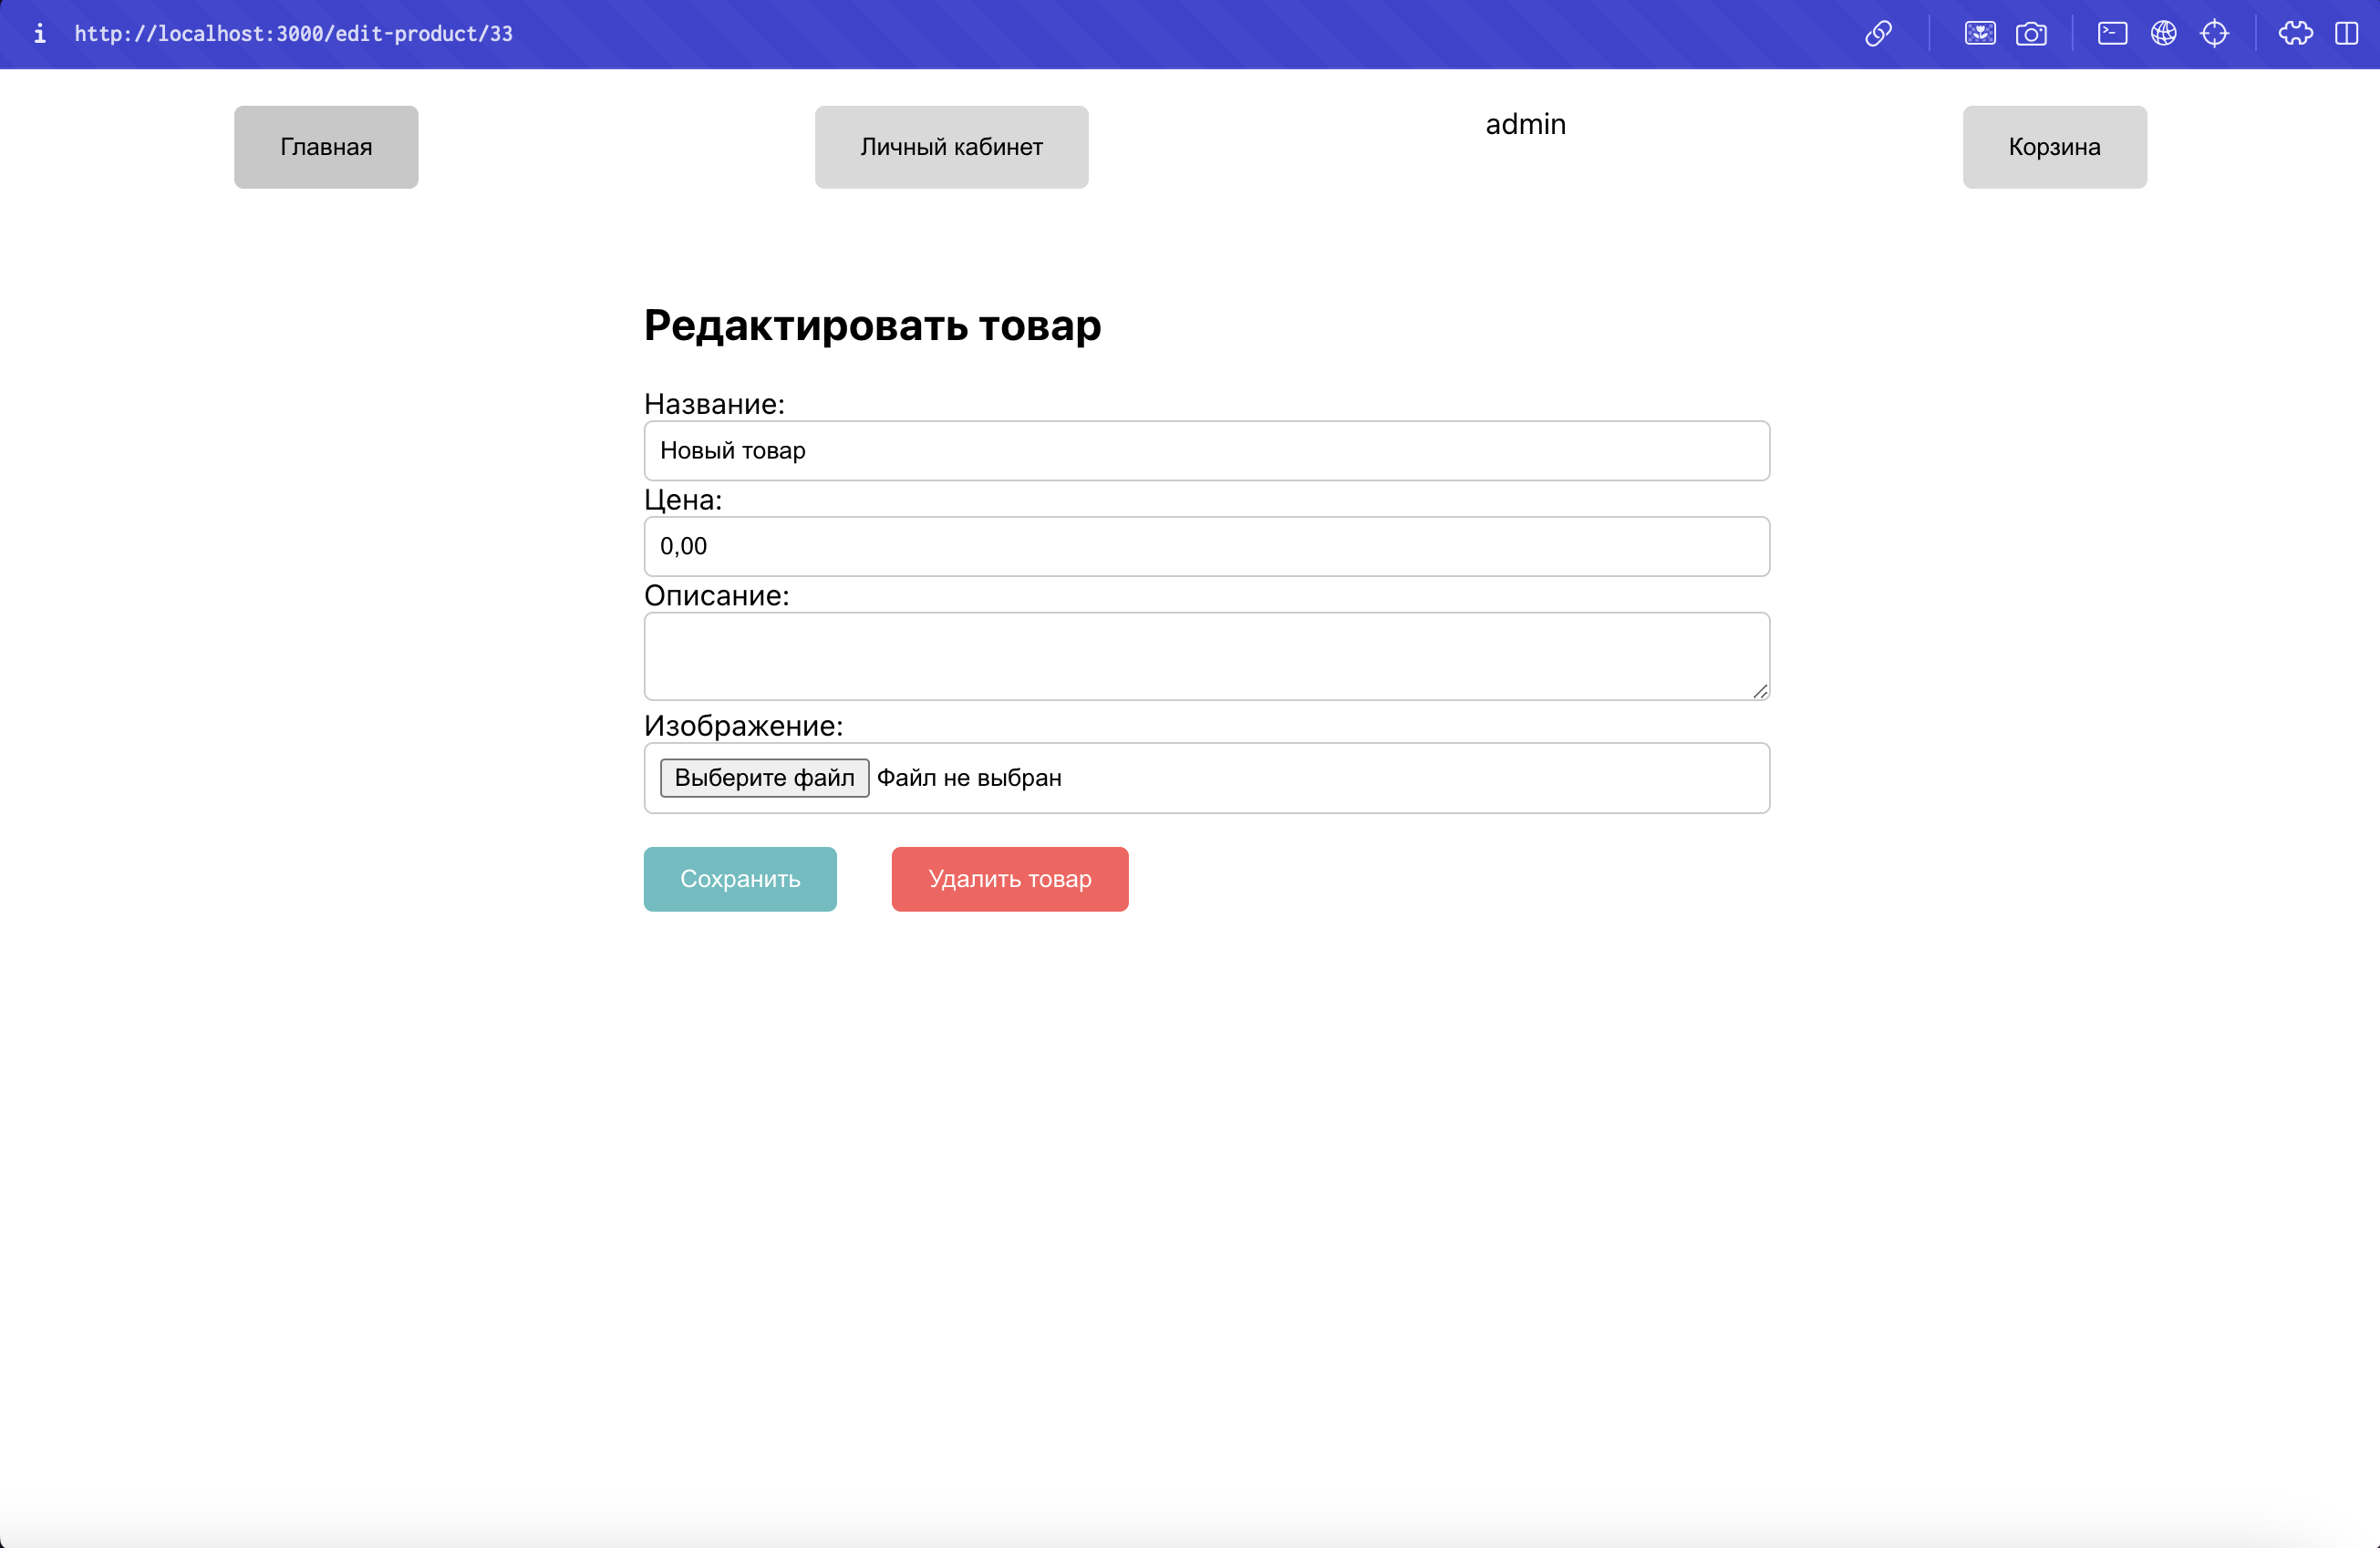 http://localhost:3000/edit-product/33
Главная
Личный кабинет
admin
Корзина
Редактировать товар
Название:
Новый товар
Цена:
0,00
Описание:
Изображение:
Выберите файл Файл не выбран
Сохранить
Удалить товар